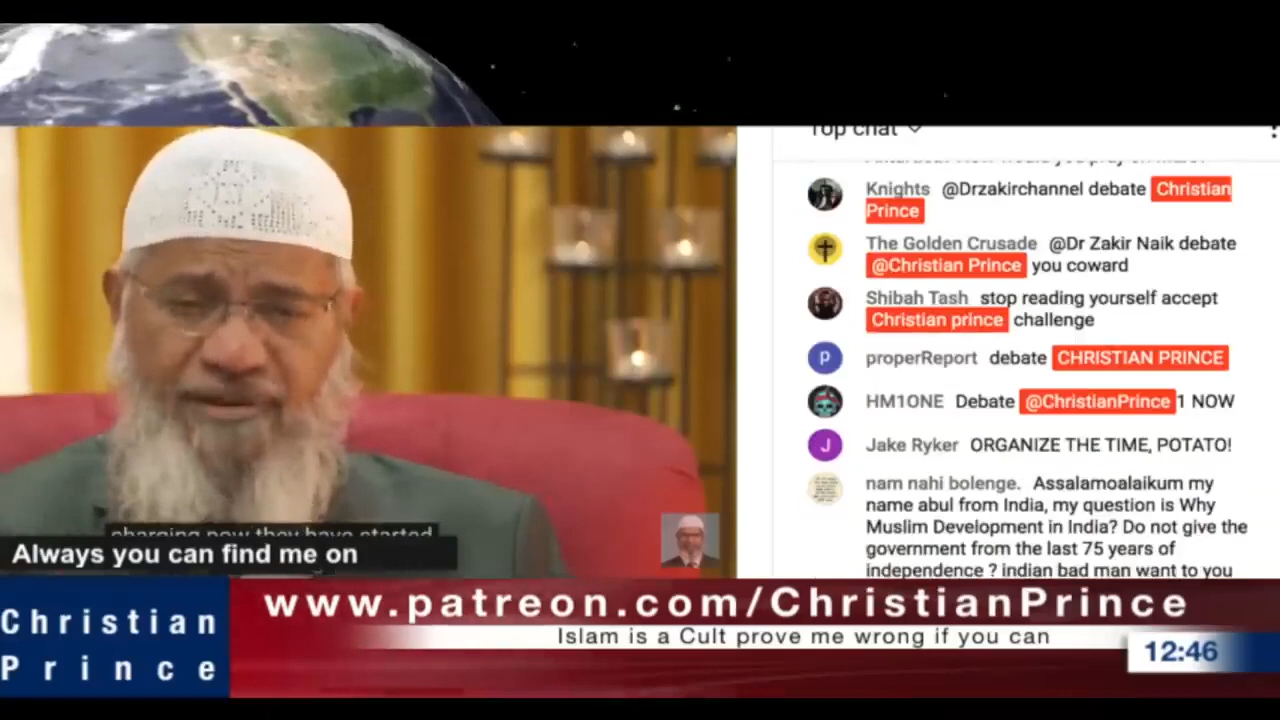 Top chat
Knights @Drzakirchannel debate Christian
Prince
The Golden Crusade @Dr Zakir Naik debate
@Christian Prince you coward
Shibah Tash stop reading yourself accept
Christian prince challenge
properReport debate CHRISTIAN PRINCE
HM1ONE Debate @ChristianPrince1 NOW
Jake Ryker ORGANIZE THE TIME, POTATO!
nam nahi bolenge. Assalamoalaikum my
name abul from India, my question is Why
Muslim Development in India? Do not give the
government from the last 75 years of
independence ? indian bad man want to you
charging now they have started
Always you can find me on
Christian
Prince
www.patreon.com/ChristianPrince
Islam is a Cult prove me wrong if you can
12:46